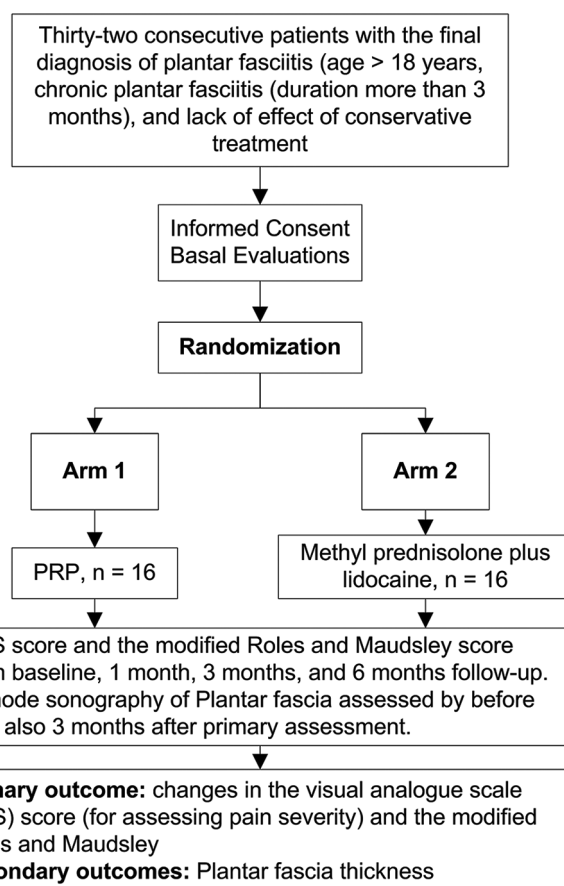 Thirty-two consecutive patients with the final
diagnosis of plantar fasciitis (age > 18 years,
chronic plantar fasciitis (duration more than 3
months), and lack of effect of conservative
treatment
Informed Consent
Basal Evaluations
Randomization
Arm 1
Arm 2
PRP, n = 16
Methyl prednisolone plus
lidocaine, n = 16
S score and the modified Roles and Maudsley score
baseline, 1 month, 3 months, and 6 months follow-up.
sonography of Plantar fascia assessed by before
also 3 months after primary assessment.
outcome: changes in the visual analogue scale
S) score (for assessing pain severity) and the modified
s and Maudsley
outcomes: Plantar fascia thickness